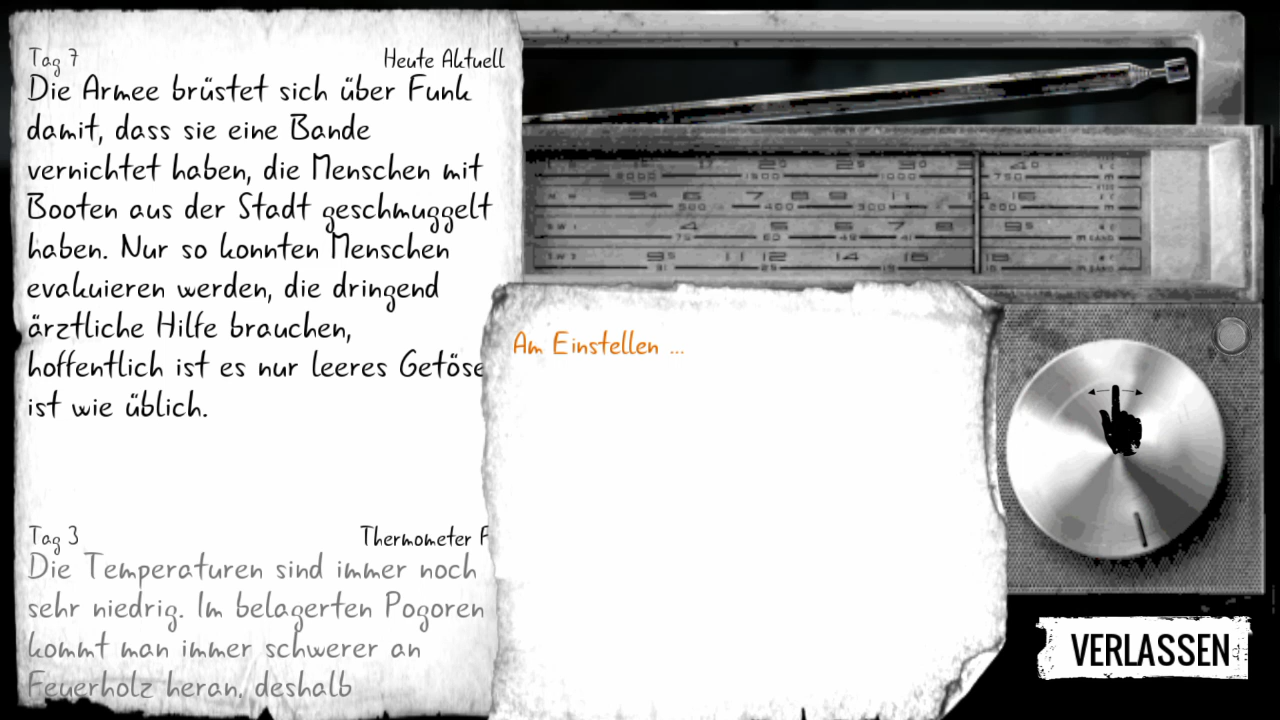 Tag 7 Heute Aktuell
Die Armee brüstet sich über Funk
damit, dass sie eine Bande
vernichtet haben, die Menschen mit
Booten aus der Stadt geschmuggelt
haben. Nur so konnten Menschen
evakuieren werden, die dringend
ärztliche Hilfe brauchen,
hoffentlich ist es nur leeres Getöse
ist wie üblich.
Am Einstellen ...
Tag 3 Thermometer
Die Temperaturen sind immer noch
sehr niedrig. Im belagerten Pogoren
kommt man immer schwerer an
Feuerholz heran, deshalb
VERLASSEN